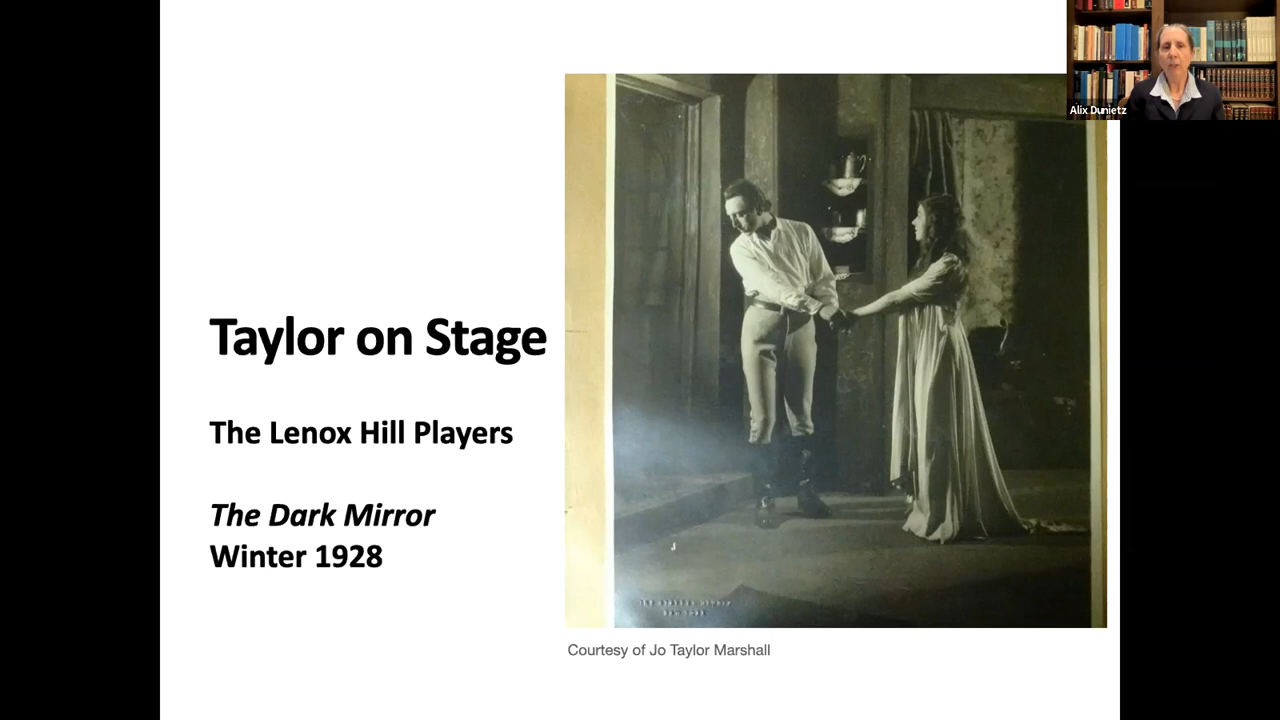 Alix Dunietz
Taylor on Stage
The Lenox Hill Players
The Dark Mirror
Winter 1928
Courtesy of Jo Taylor Marshall